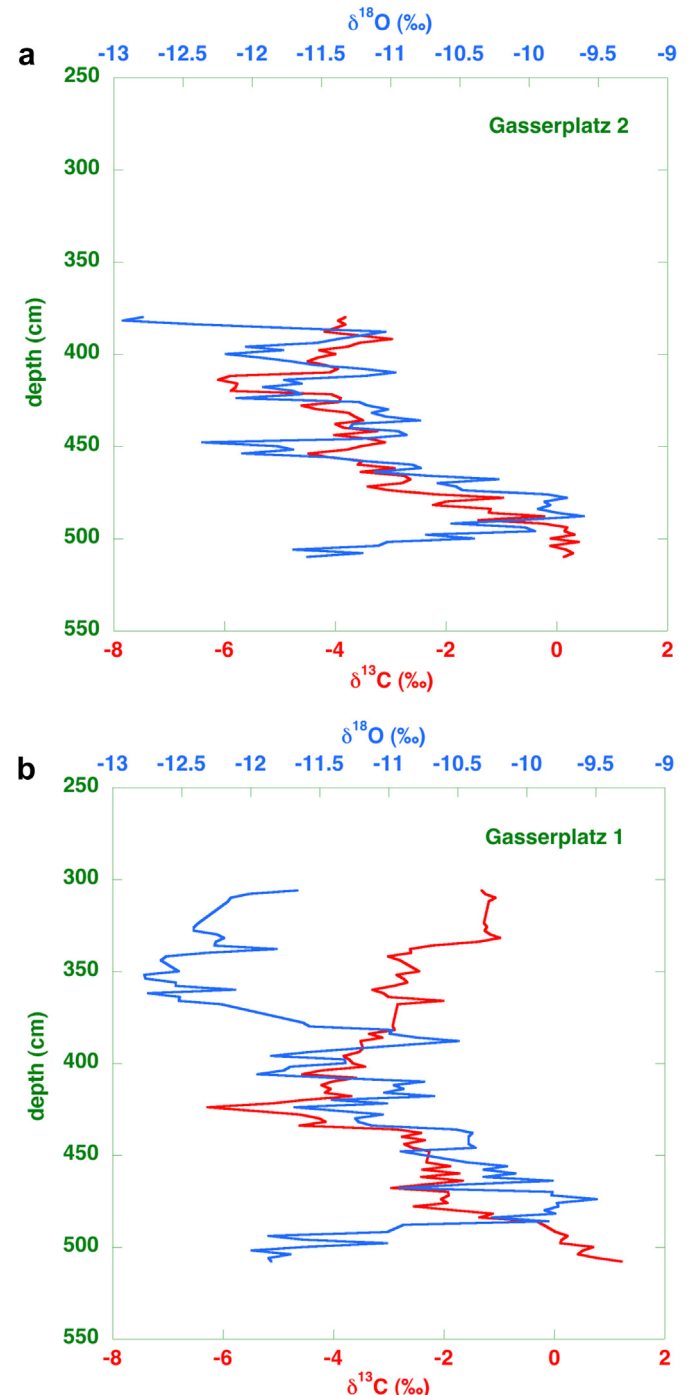 δ18O (‰)
a
-13 -12.5 -12 -11.5 -11 -10.5 -10 -9.5 -9
250
Gasserplatz 2
300
350
depth (cm)
400
450
500
550
-8 -6 -4 -2 0 2
δ13C (‰)
δ18O (‰)
b
-13 -12.5 -12 -11.5 -11 -10.5 -10 -9.5 -9
250
Gasserplatz 1
300
350
depth (cm)
400
450
500
550
-8 -6 -4 -2 0 2
δ13C (‰)